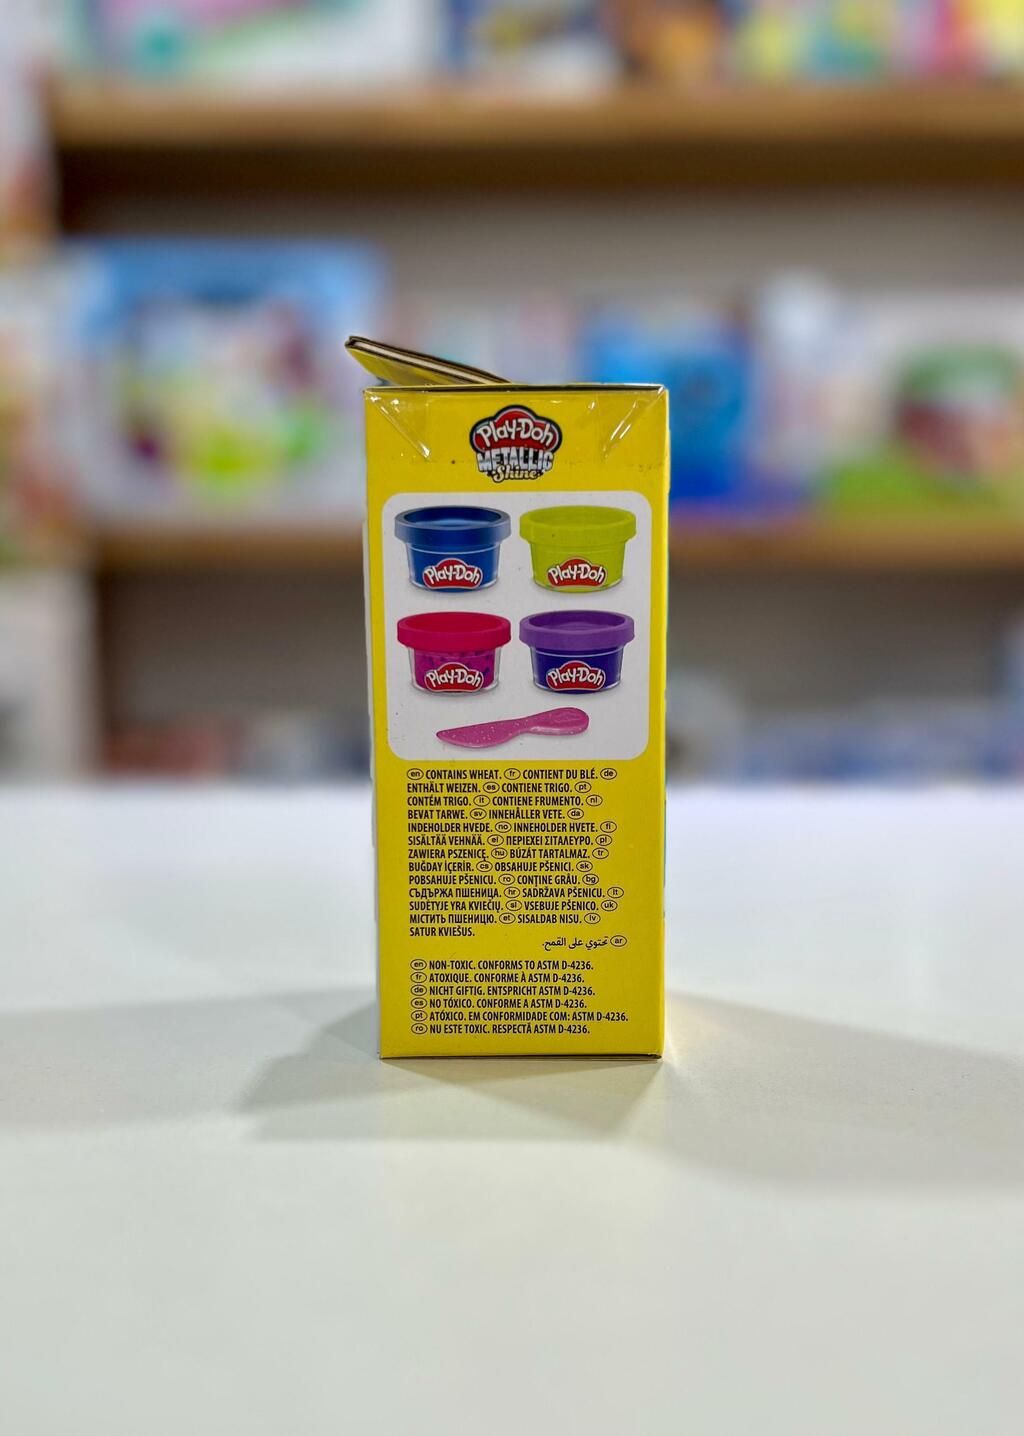 Play-Doh
METALLIC
Shine
Play-Doh Play-Doh
Play-Doh Play-Doh
en CONTAINS WHEAT. fr CONTIENT DU BLÉ. de
ENTHÄLT WEIZEN. es CONTIENE TRIGO. pt
CONTÉM TRIGO. it CONTIENE FRUMENTO. nl
BEVAT TARWE. sv INNEHÅLLER VETE. da
INDEHOLDER HVEDE. no INNEHOLDER HVETE. fi
SISÄLTÄÄ VEHNÄÄ. el ΠΕΡΙΕΧΕΙ ΣΙΤΑΛΕΥΡΟ. pl
ZAWIERA PSZENICĘ. hu BÚZÁT TARTALMAZ. tr
BUĞDAY İÇERİR. cs OBSAHUJE PŠENICI. sk
POBSAHUJE PŠENICU. ro CONȚINE GRÂU. bg
СЪДЪРЖА ПШЕНИЦА. hr SADRŽAVA PŠENICU. lt
SUDĖTYJE YRA KVIEČIŲ. sl VSEBUJE PŠENICO. uk
МІСТИТЬ ПШЕНИЦЮ. et SISALDAB NISU. lv
SATUR KVIEŠUS.
ar تحتوي على القمح.
en NON-TOXIC. CONFORMS TO ASTM D-4236.
fr ATOXIQUE. CONFORME À ASTM D-4236.
de NICHT GIFTIG. ENTSPRICHT ASTM D-4236.
es NO TÓXICO. CONFORME A ASTM D-4236.
pt ATÓXICO. EM CONFORMIDADE COM: ASTM D-4236.
ro NU ESTE TOXIC. RESPECTĂ ASTM D-4236.